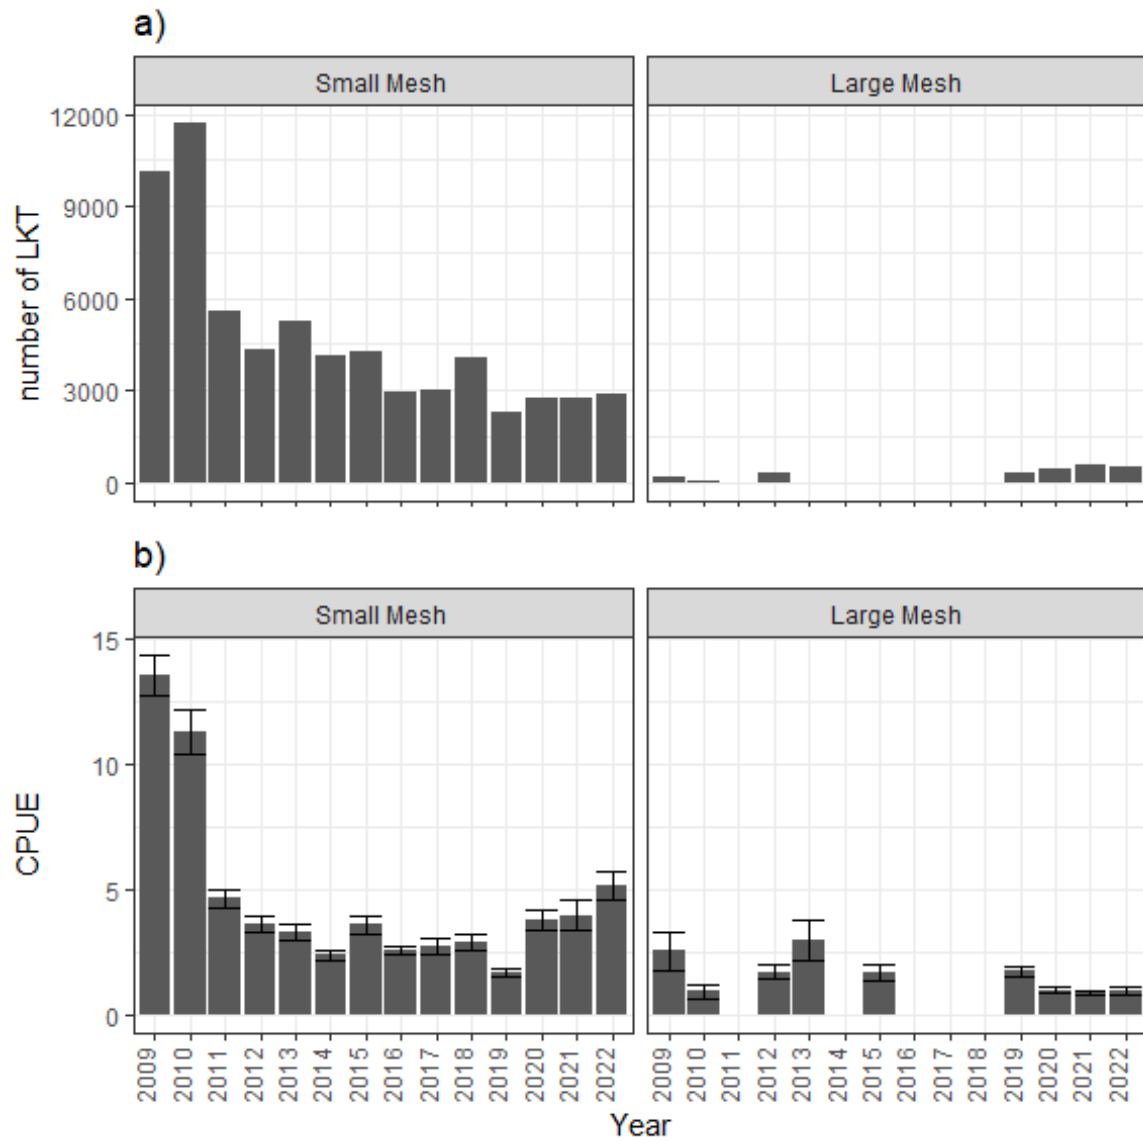 a)
Small Mesh Large Mesh
12000
9000
6000
3000
0
number of LKT
b)
Small Mesh Large Mesh
15
10
5
0
CPUE
2009 2010 2011 2012 2013 2014 2015 2016 2017 2018 2019 2020 2021 2022 2009 2010 2011 2012 2013 2014 2015 2016 2017 2018 2019 2020 2021 2022
Year